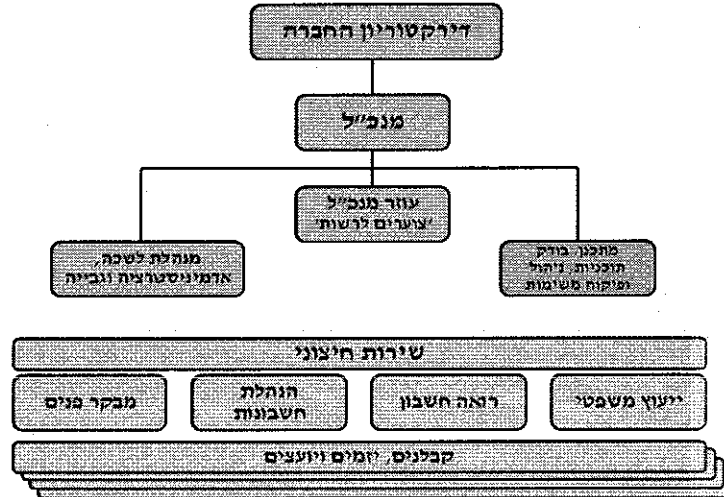 דירקטוריון החברה
מנכ״ל
עוזר מנכ״ל
׳צוערים לרשות׳
מתכנן, בודק
תוכניות, ניהול
ופיקוח משימות
מנהלת לשכה,
אדמיניסטרציה וגבייה
שירות חיצוני
ייעוץ משפטי
רואה חשבון
הנהלת
חשבונות
מבקר פנים
קבלנים, יזמים ויועצים